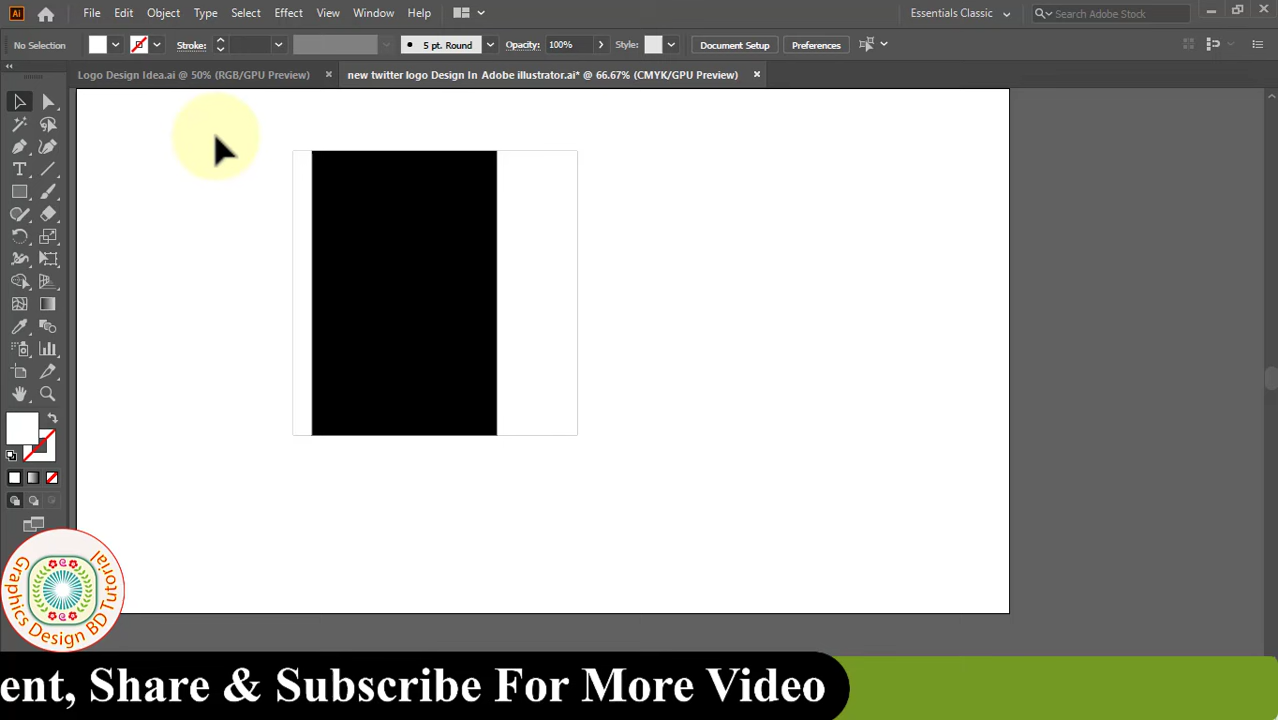 Ai File Edit Object Type Select Effect View Window Help Essentials Classic Search Adobe Stock
No Selection Stroke: 5 pt. Round Opacity: 100% Style: Document Setup Preferences
Logo Design Idea.ai @ 50% (RGB/GPU Preview) × new twitter logo Design In Adobe illustrator.ai* @ 66.67% (CMYK/GPU Preview) ×
Graphics Design BD Tutorial
ent, Share & Subscribe For More Video